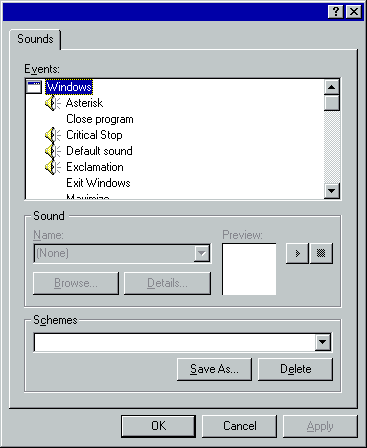 Sounds
Events:
Windows
Asterisk
Close program
Critical Stop
Default sound
Exclamation
Exit Windows
Maximize
Sound
Name:
Preview:
(None)
Browse...
Details...
Schemes
Save As...
Delete
OK
Cancel
Apply